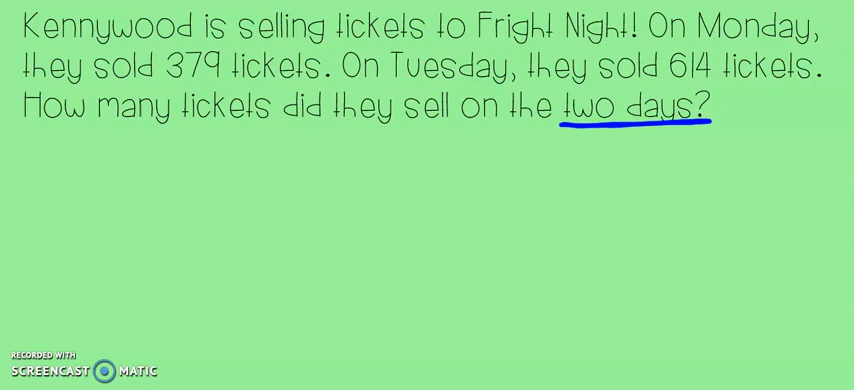 Kennywood is selling tickets to Fright Night! On Monday,
they sold 379 tickets. On Tuesday, they sold 614 tickets.
How many tickets did they sell on the two days?
RECORDED WITH
SCREENCAST MATIC